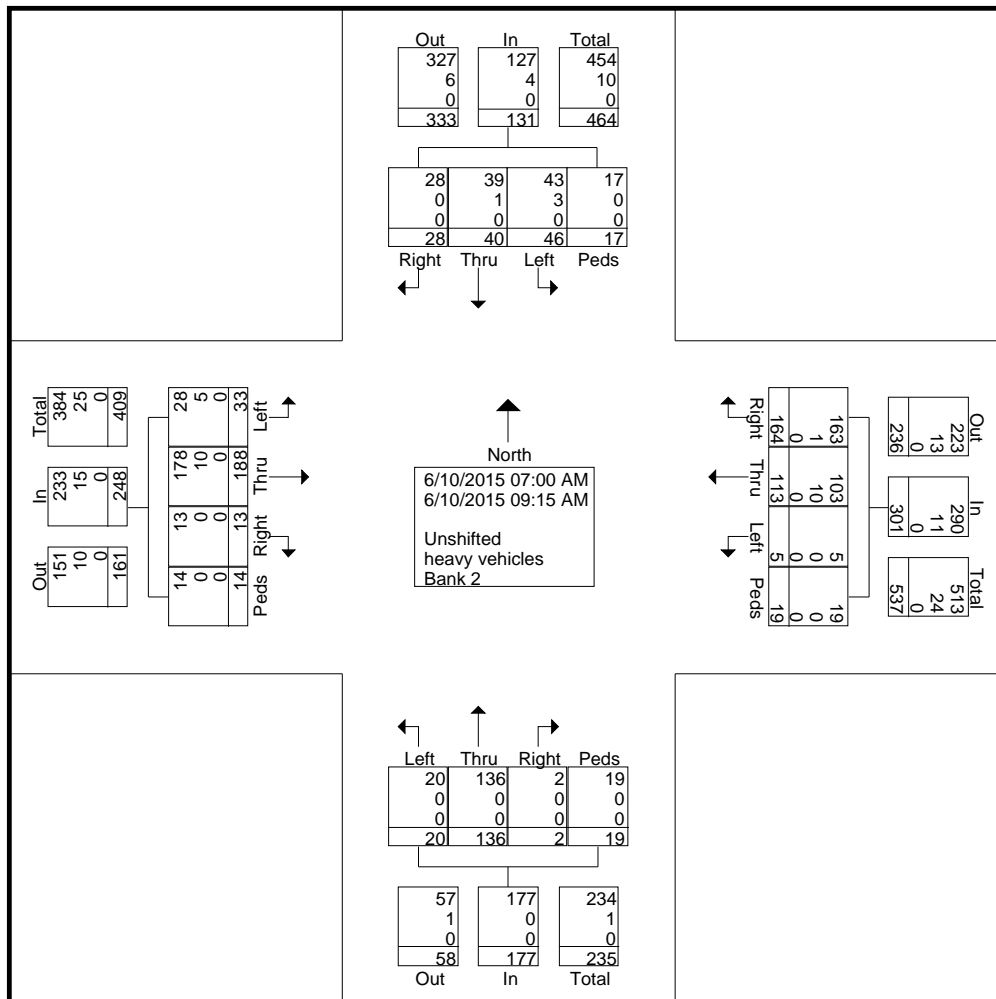 Out In Total
327 127 454
6 4 10
0 0 0
333 131 464
28 39 43 17
0 1 3 0
0 0 0 0
28 40 46 17
Right Thru Left Peds
Total
384
25
0
409
In
233
15
0
248
Out
151
10
0
161
28
5
0
33
Left
178
10
0
188
Thru
13
0
0
13
Right
14
0
0
14
Peds
North
6/10/2015 07:00 AM
6/10/2015 09:15 AM
Unshifted
heavy vehicles
Bank 2
Right
163
1
0
164
Thru
103
10
0
113
Left
5
0
0
5
Peds
19
0
0
19
Out
223
13
0
236
In
290
11
0
301
Total
513
24
0
537
Left Thru Right Peds
20 136 2 19
0 0 0 0
0 0 0 0
20 136 2 19
57 177 234
1 0 1
0 0 0
58 177 235
Out In Total